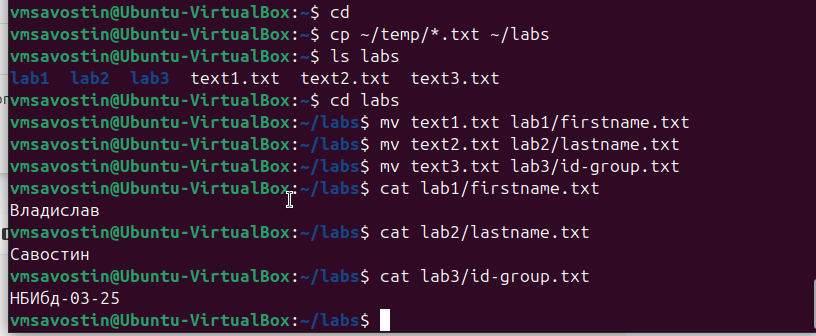 vmsavostin@Ubuntu-VirtualBox:~$ cd
vmsavostin@Ubuntu-VirtualBox:~$ cp ~/temp/*.txt ~/labs
vmsavostin@Ubuntu-VirtualBox:~$ ls labs
lab1  lab2  lab3  text1.txt  text2.txt  text3.txt
vmsavostin@Ubuntu-VirtualBox:~$ cd labs
vmsavostin@Ubuntu-VirtualBox:~/labs$ mv text1.txt lab1/firstname.txt
vmsavostin@Ubuntu-VirtualBox:~/labs$ mv text2.txt lab2/lastname.txt
vmsavostin@Ubuntu-VirtualBox:~/labs$ mv text3.txt lab3/id-group.txt
vmsavostin@Ubuntu-VirtualBox:~/labs$ cat lab1/firstname.txt
Владислав
vmsavostin@Ubuntu-VirtualBox:~/labs$ cat lab2/lastname.txt
Савостин
vmsavostin@Ubuntu-VirtualBox:~/labs$ cat lab3/id-group.txt
НБИбд-03-25
vmsavostin@Ubuntu-VirtualBox:~/labs$